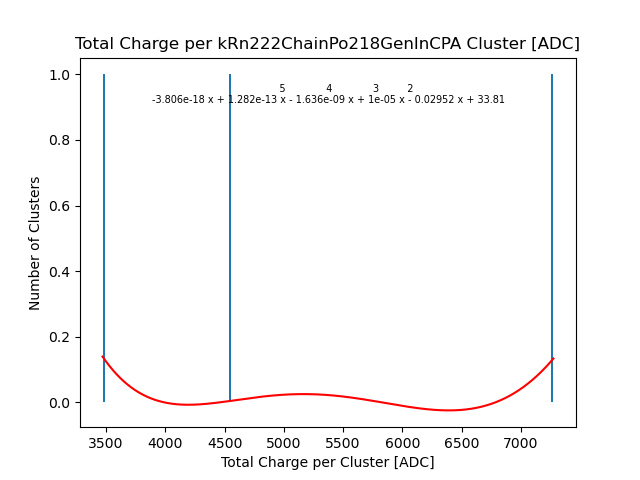 Total Charge per kRn222ChainPo218GenInCPA Cluster [ADC]
1.0
0.8
0.6
0.4
0.2
0.0
Number of Clusters
5 4 3 2
-3.806e-18 x + 1.282e-13 x - 1.636e-09 x + 1e-05 x - 0.02952 x + 33.81
3500 4000 4500 5000 5500 6000 6500 7000
Total Charge per Cluster [ADC]